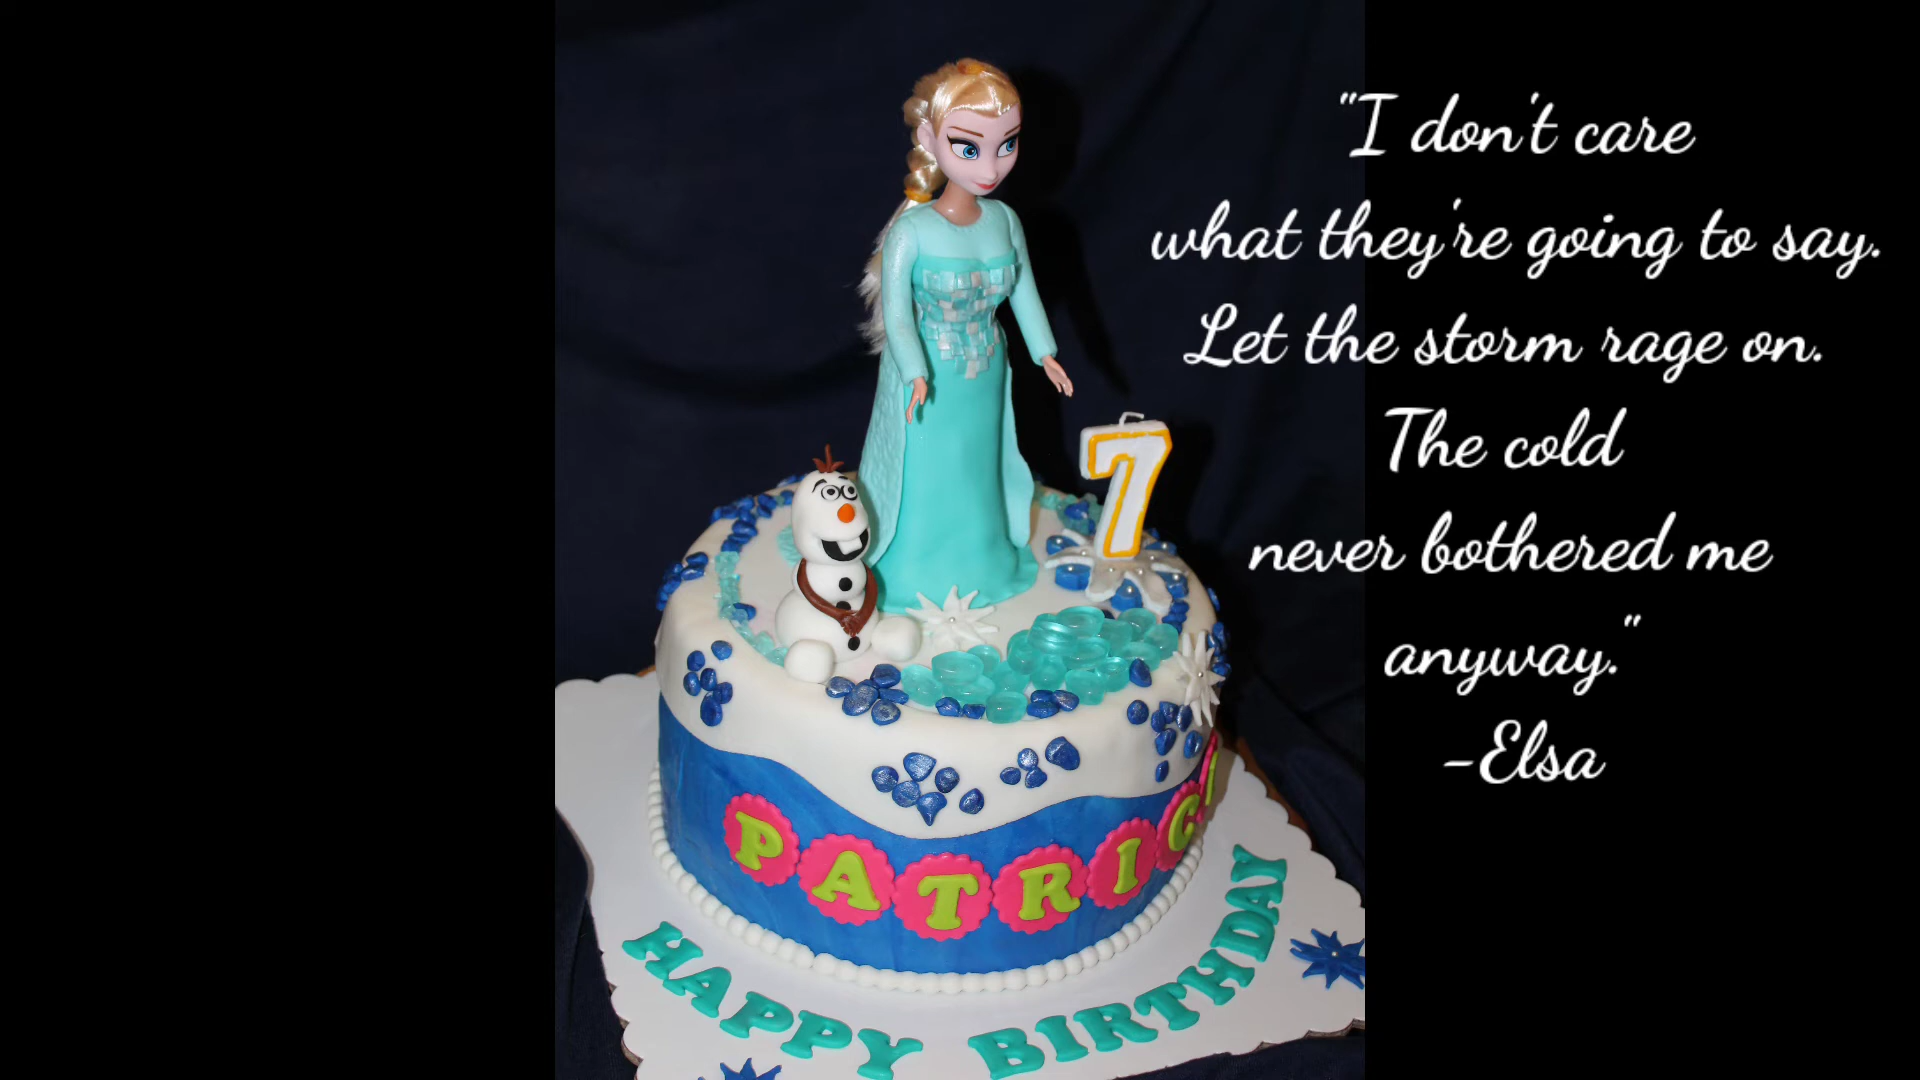 "I don't care
what they're going to say.
Let the storm rage on.
The cold
never bothered me
anyway."
-Elsa
7
PATRIC
HAPPY BIRTHDAY